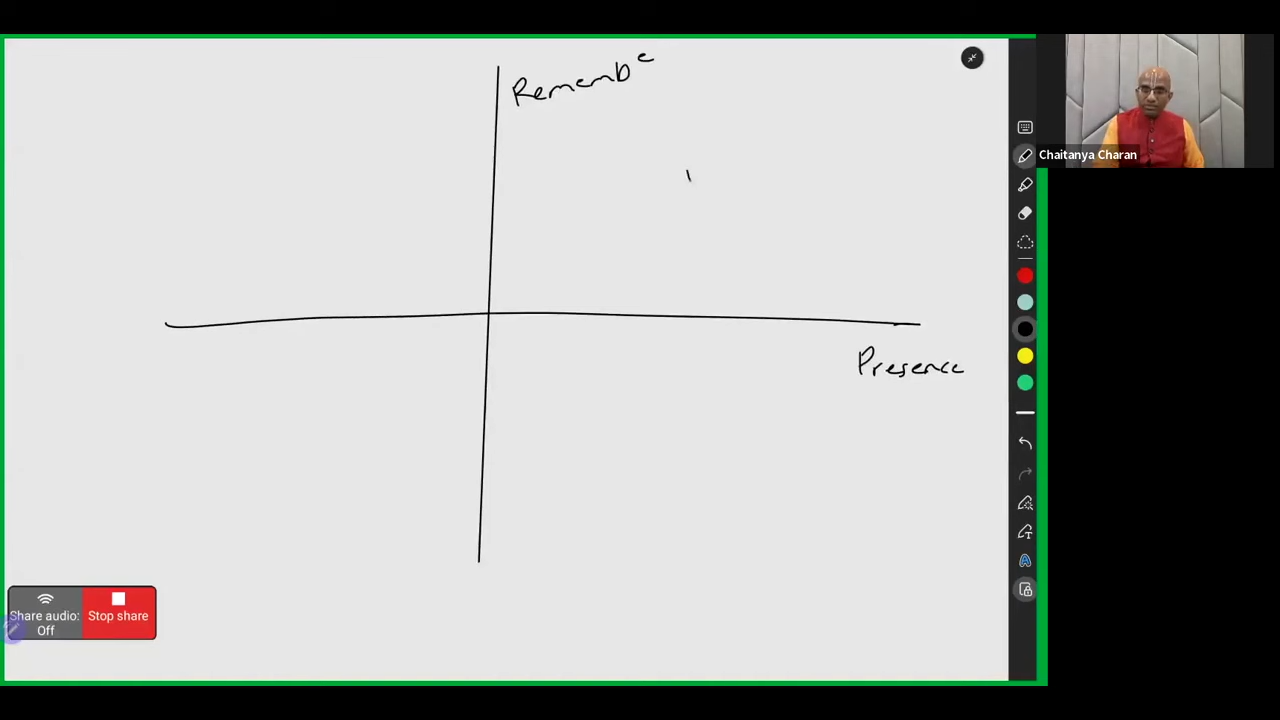 Remembe
Presence
Chaitanya Charan
Share audio:
Off
Stop share